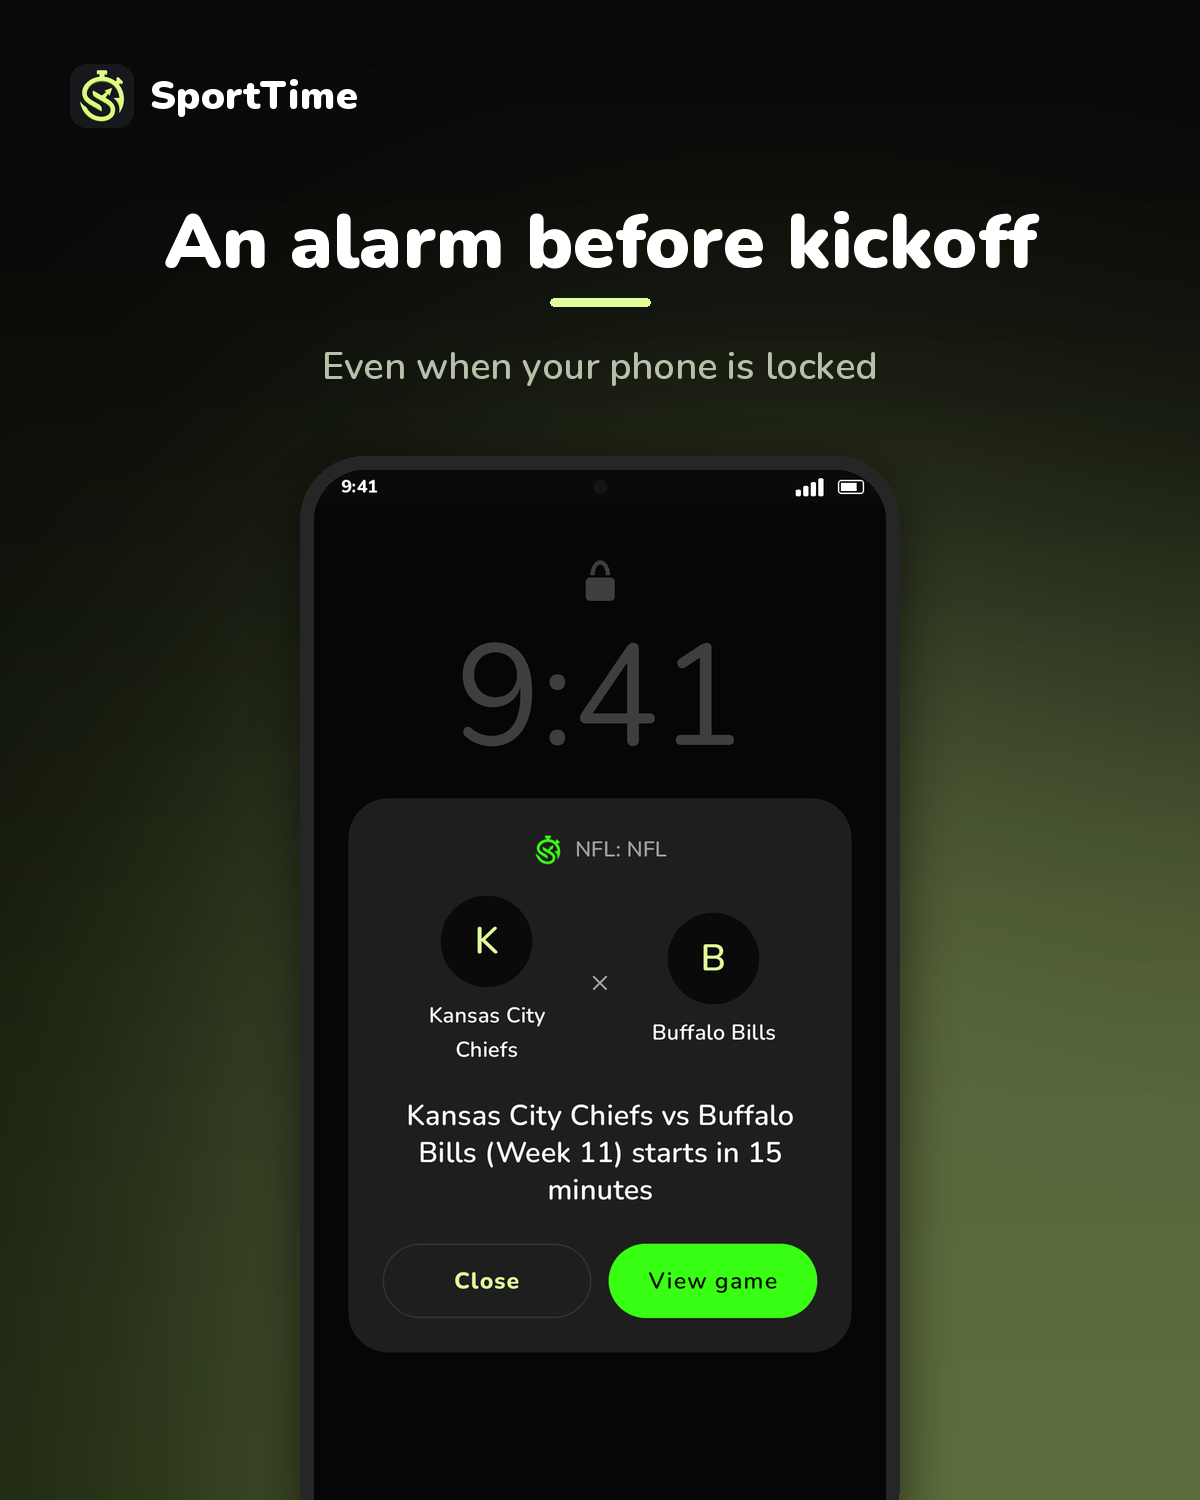 SportTime
An alarm before kickoff
Even when your phone is locked
9:41
9:41
NFL: NFL
K
B
×
Kansas City
Chiefs
Buffalo Bills
Kansas City Chiefs vs Buffalo
Bills (Week 11) starts in 15
minutes
Close
View game